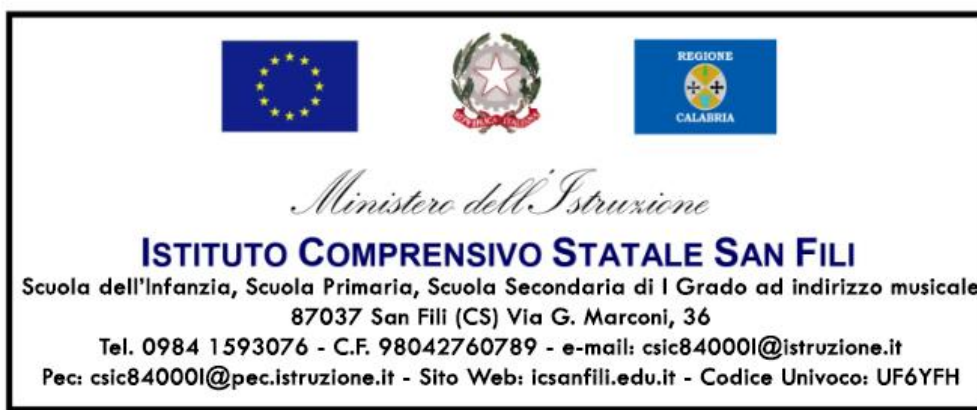 REGIONE
CALABRIA
REPVBBLICA ITALIANA
Ministero dell'Istruzione
ISTITUTO COMPRENSIVO STATALE SAN FILI
Scuola dell'Infanzia, Scuola Primaria, Scuola Secondaria di I Grado ad indirizzo musicale
87037 San Fili (CS) Via G. Marconi, 36
Tel. 0984 1593076 - C.F. 98042760789 - e-mail: csic84000l@istruzione.it
Pec: csic84000l@pec.istruzione.it - Sito Web: icsanfili.edu.it - Codice Univoco: UF6YFH